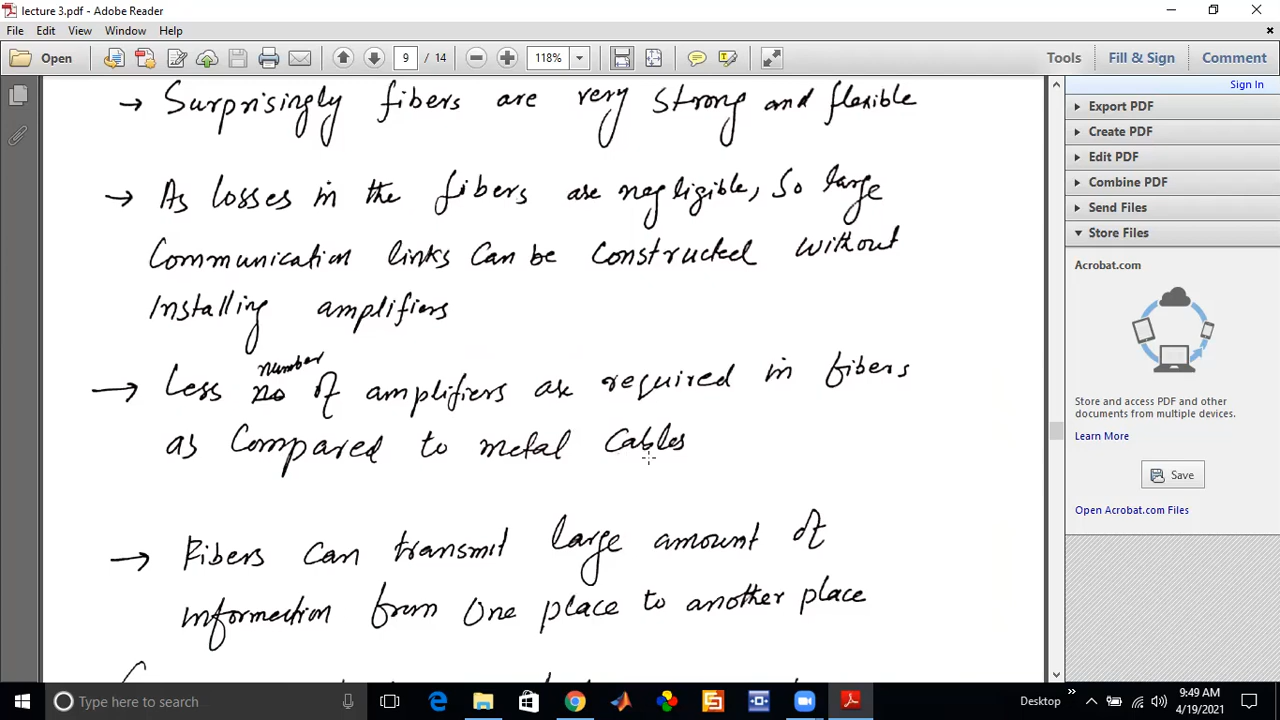 lecture 3.pdf - Adobe Reader
File Edit View Window Help
Open 9 / 14 118% Tools Fill & Sign Comment
Sign In
→ Surprisingly fibers are very strong and flexible
→ As losses in the fibers are negligible, So large
Communication links Can be constructed without
Installing amplifiers
number
→ Less no of amplifiers are required in fibers
as Compared to metal Cables
→ Fibers can transmit large amount of
information from One place to another place
Export PDF
Create PDF
Edit PDF
Combine PDF
Send Files
Store Files
Acrobat.com
Store and access PDF and other
documents from multiple devices.
Learn More
Save
Open Acrobat.com Files
Type here to search
Desktop
9:49 AM
4/19/2021